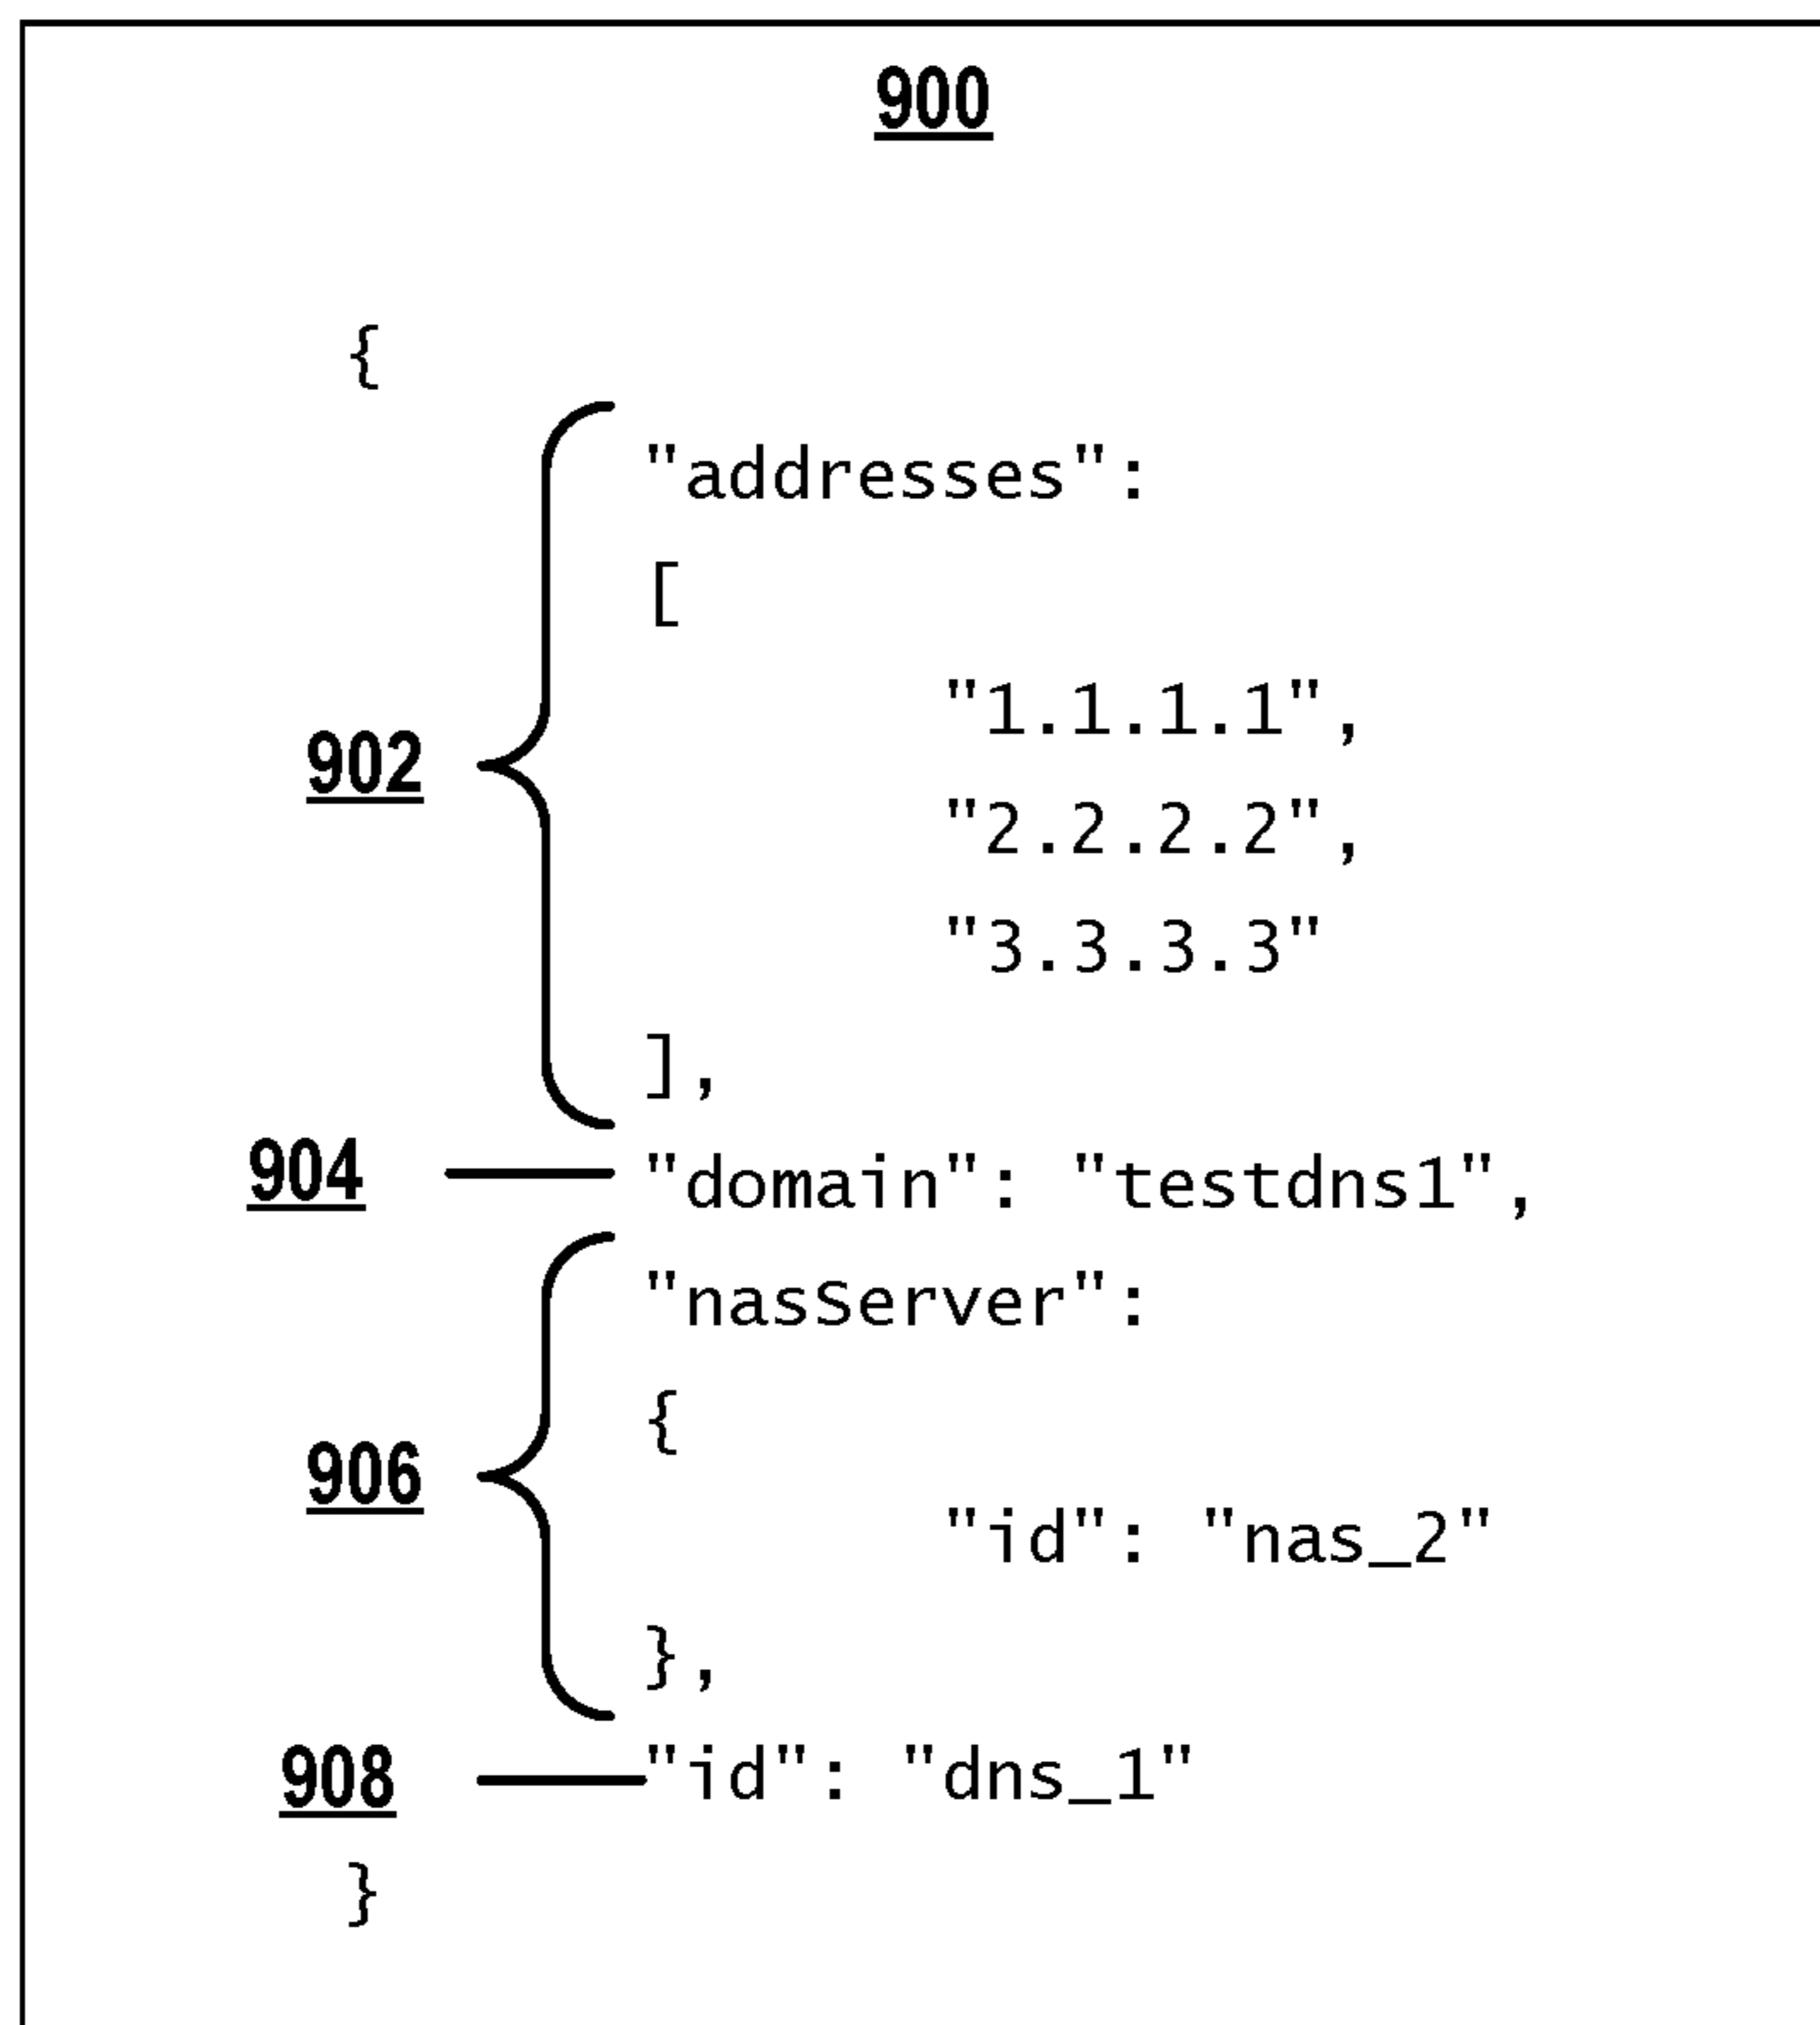 900
{
"addresses":
[
"1.1.1.1",
"2.2.2.2",
902
"3.3.3.3"
],
904 "domain": "testdns1",
"nasServer":
{
906
"id": "nas_2"
},
908 "id": "dns_1"
}